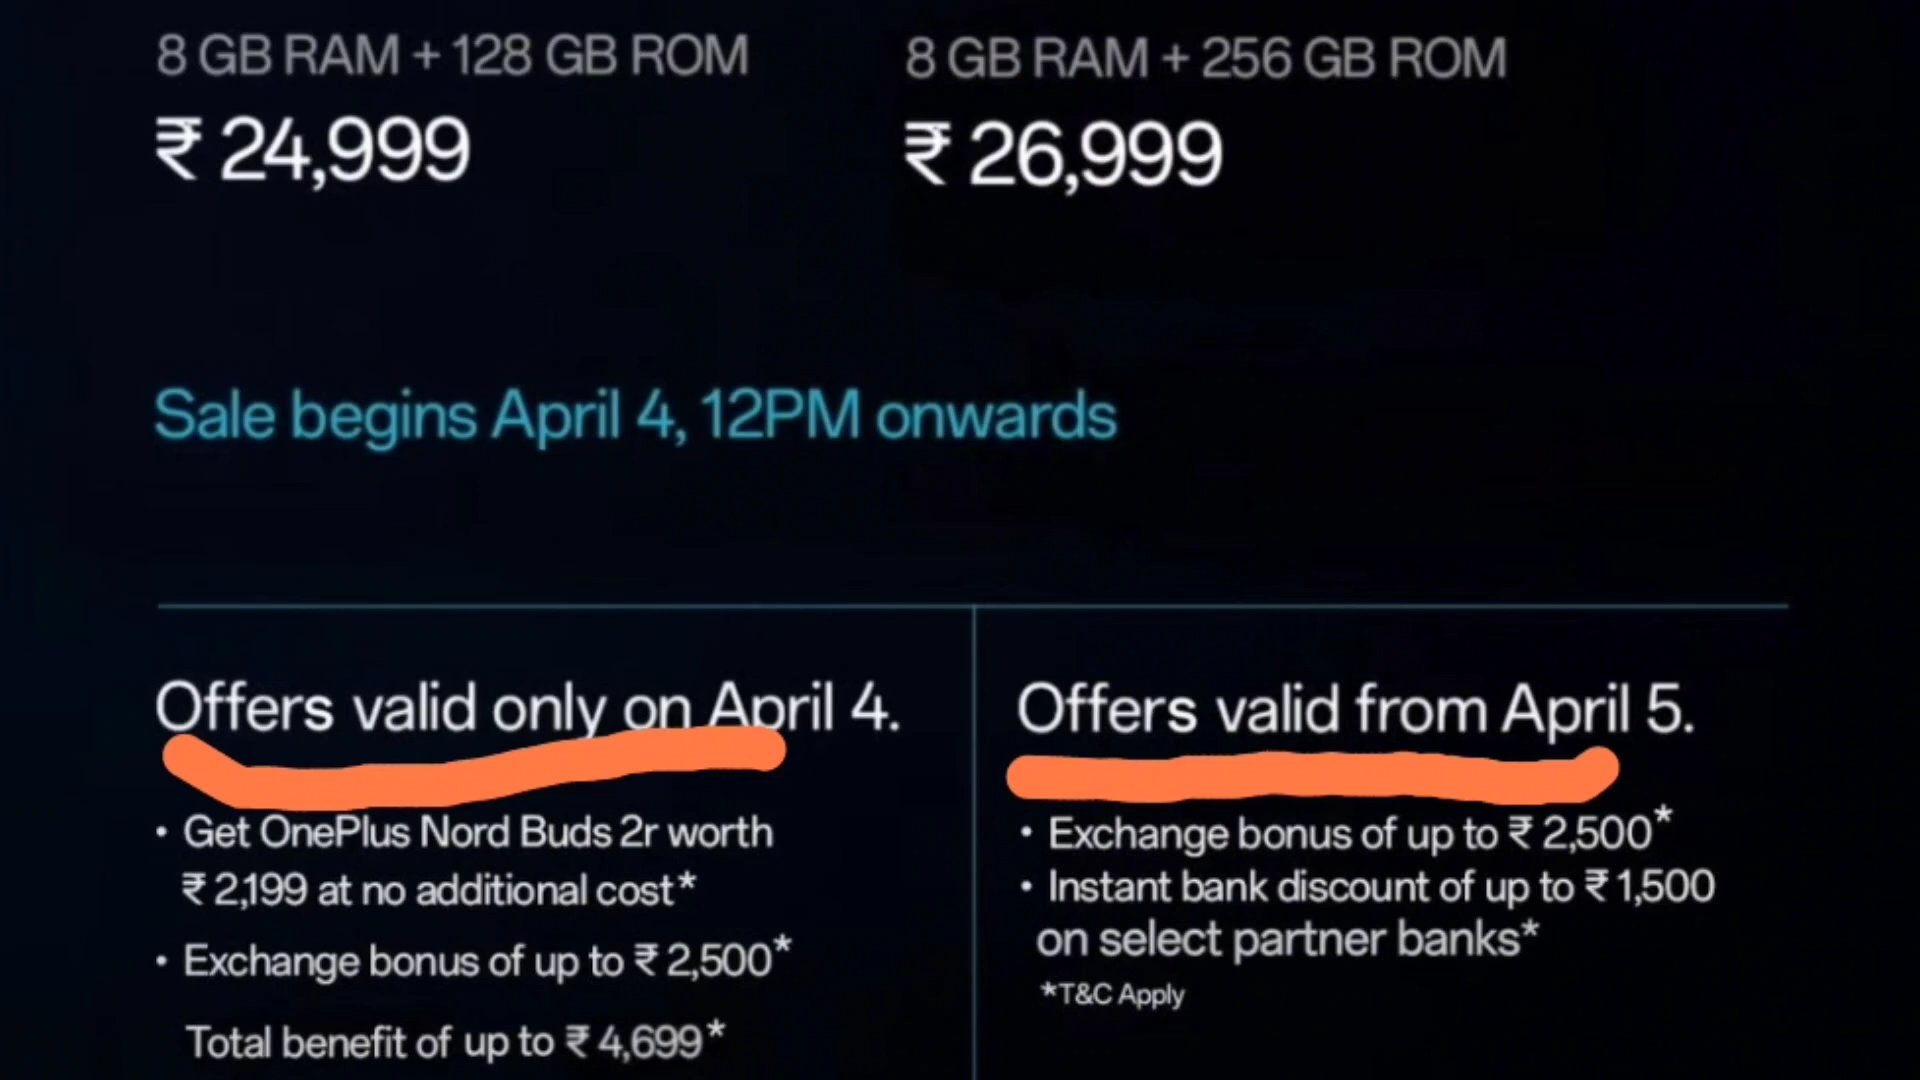 8 GB RAM + 128 GB ROM
₹ 24,999
8 GB RAM + 256 GB ROM
₹ 26,999
Sale begins April 4, 12PM onwards
Offers valid only on April 4.
• Get OnePlus Nord Buds 2r worth
₹ 2,199 at no additional cost*
• Exchange bonus of up to ₹ 2,500*
Total benefit of up to ₹ 4,699*
Offers valid from April 5.
• Exchange bonus of up to ₹ 2,500*
• Instant bank discount of up to ₹ 1,500
on select partner banks*
*T&C Apply